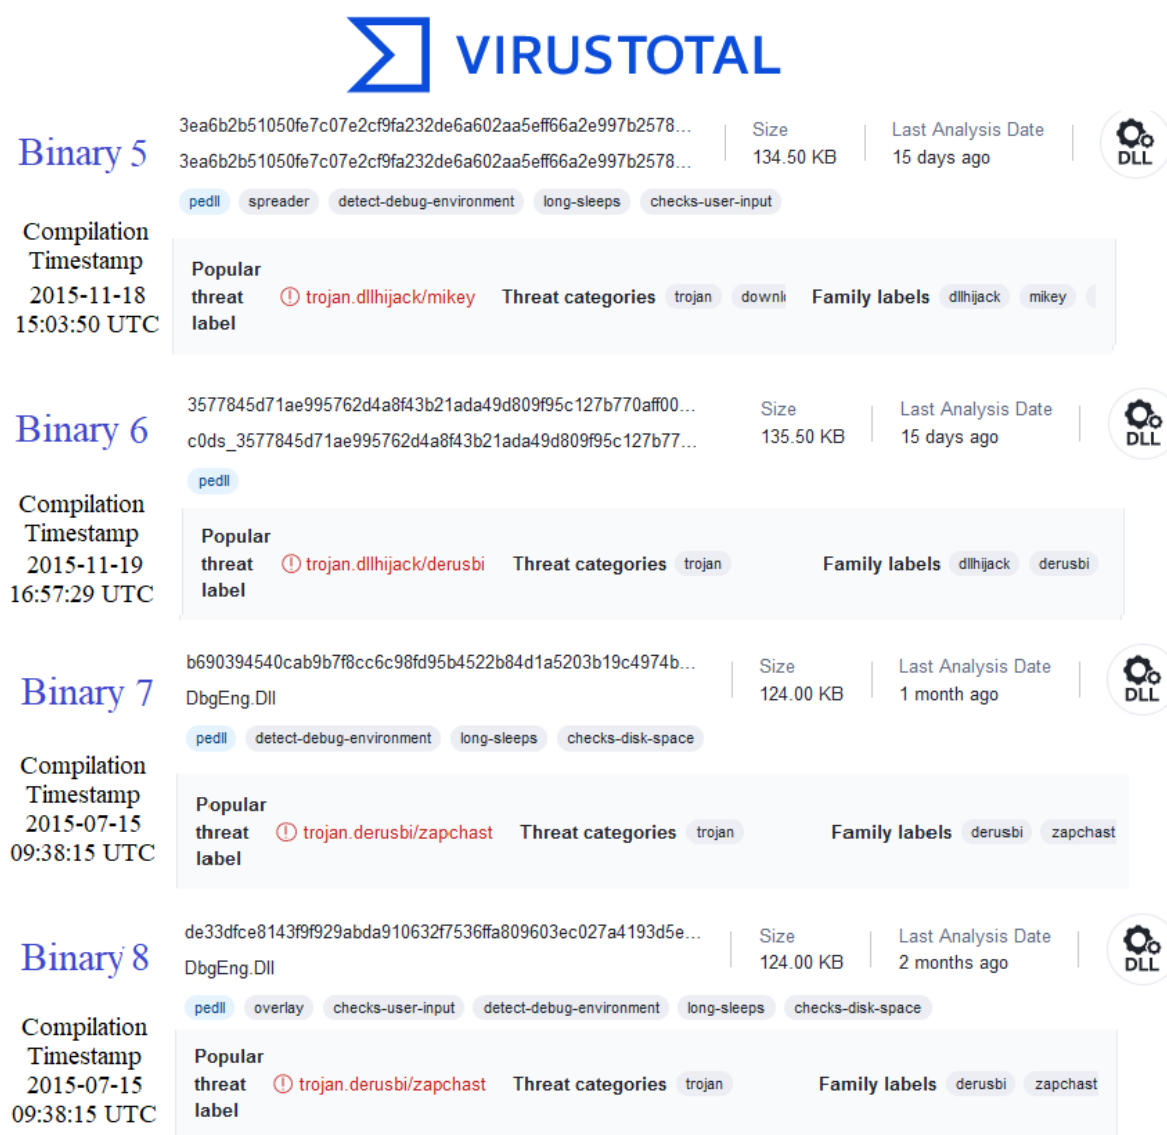 VIRUSTOTAL
Binary 5
3ea6b2b51050fe7c07e2cf9fa232de6a602aa5eff66a2e997b2578...
3ea6b2b51050fe7c07e2cf9fa232de6a602aa5eff66a2e997b2578...
Size
134.50 KB
Last Analysis Date
15 days ago
DLL
pedll spreader detect-debug-environment long-sleeps checks-user-input
Compilation
Timestamp
2015-11-18
15:03:50 UTC
Popular
threat
label
trojan.dllhijack/mikey Threat categories trojan downl Family labels dllhijack mikey
Binary 6
3577845d71ae995762d4a8f43b21ada49d809f95c127b770aff00...
c0ds_3577845d71ae995762d4a8f43b21ada49d809f95c127b77...
Size
135.50 KB
Last Analysis Date
15 days ago
DLL
pedll
Compilation
Timestamp
2015-11-19
16:57:29 UTC
Popular
threat
label
trojan.dllhijack/derusbi Threat categories trojan Family labels dllhijack derusbi
Binary 7
b690394540cab9b7f8cc6c98fd95b4522b84d1a5203b19c4974b...
DbgEng.Dll
Size
124.00 KB
Last Analysis Date
1 month ago
DLL
pedll detect-debug-environment long-sleeps checks-disk-space
Compilation
Timestamp
2015-07-15
09:38:15 UTC
Popular
threat
label
trojan.derusbi/zapchast Threat categories trojan Family labels derusbi zapchast
Binary 8
de33dfce8143f9f929abda910632f7536ffa809603ec027a4193d5e...
DbgEng.Dll
Size
124.00 KB
Last Analysis Date
2 months ago
DLL
pedll overlay checks-user-input detect-debug-environment long-sleeps checks-disk-space
Compilation
Timestamp
2015-07-15
09:38:15 UTC
Popular
threat
label
trojan.derusbi/zapchast Threat categories trojan Family labels derusbi zapchast